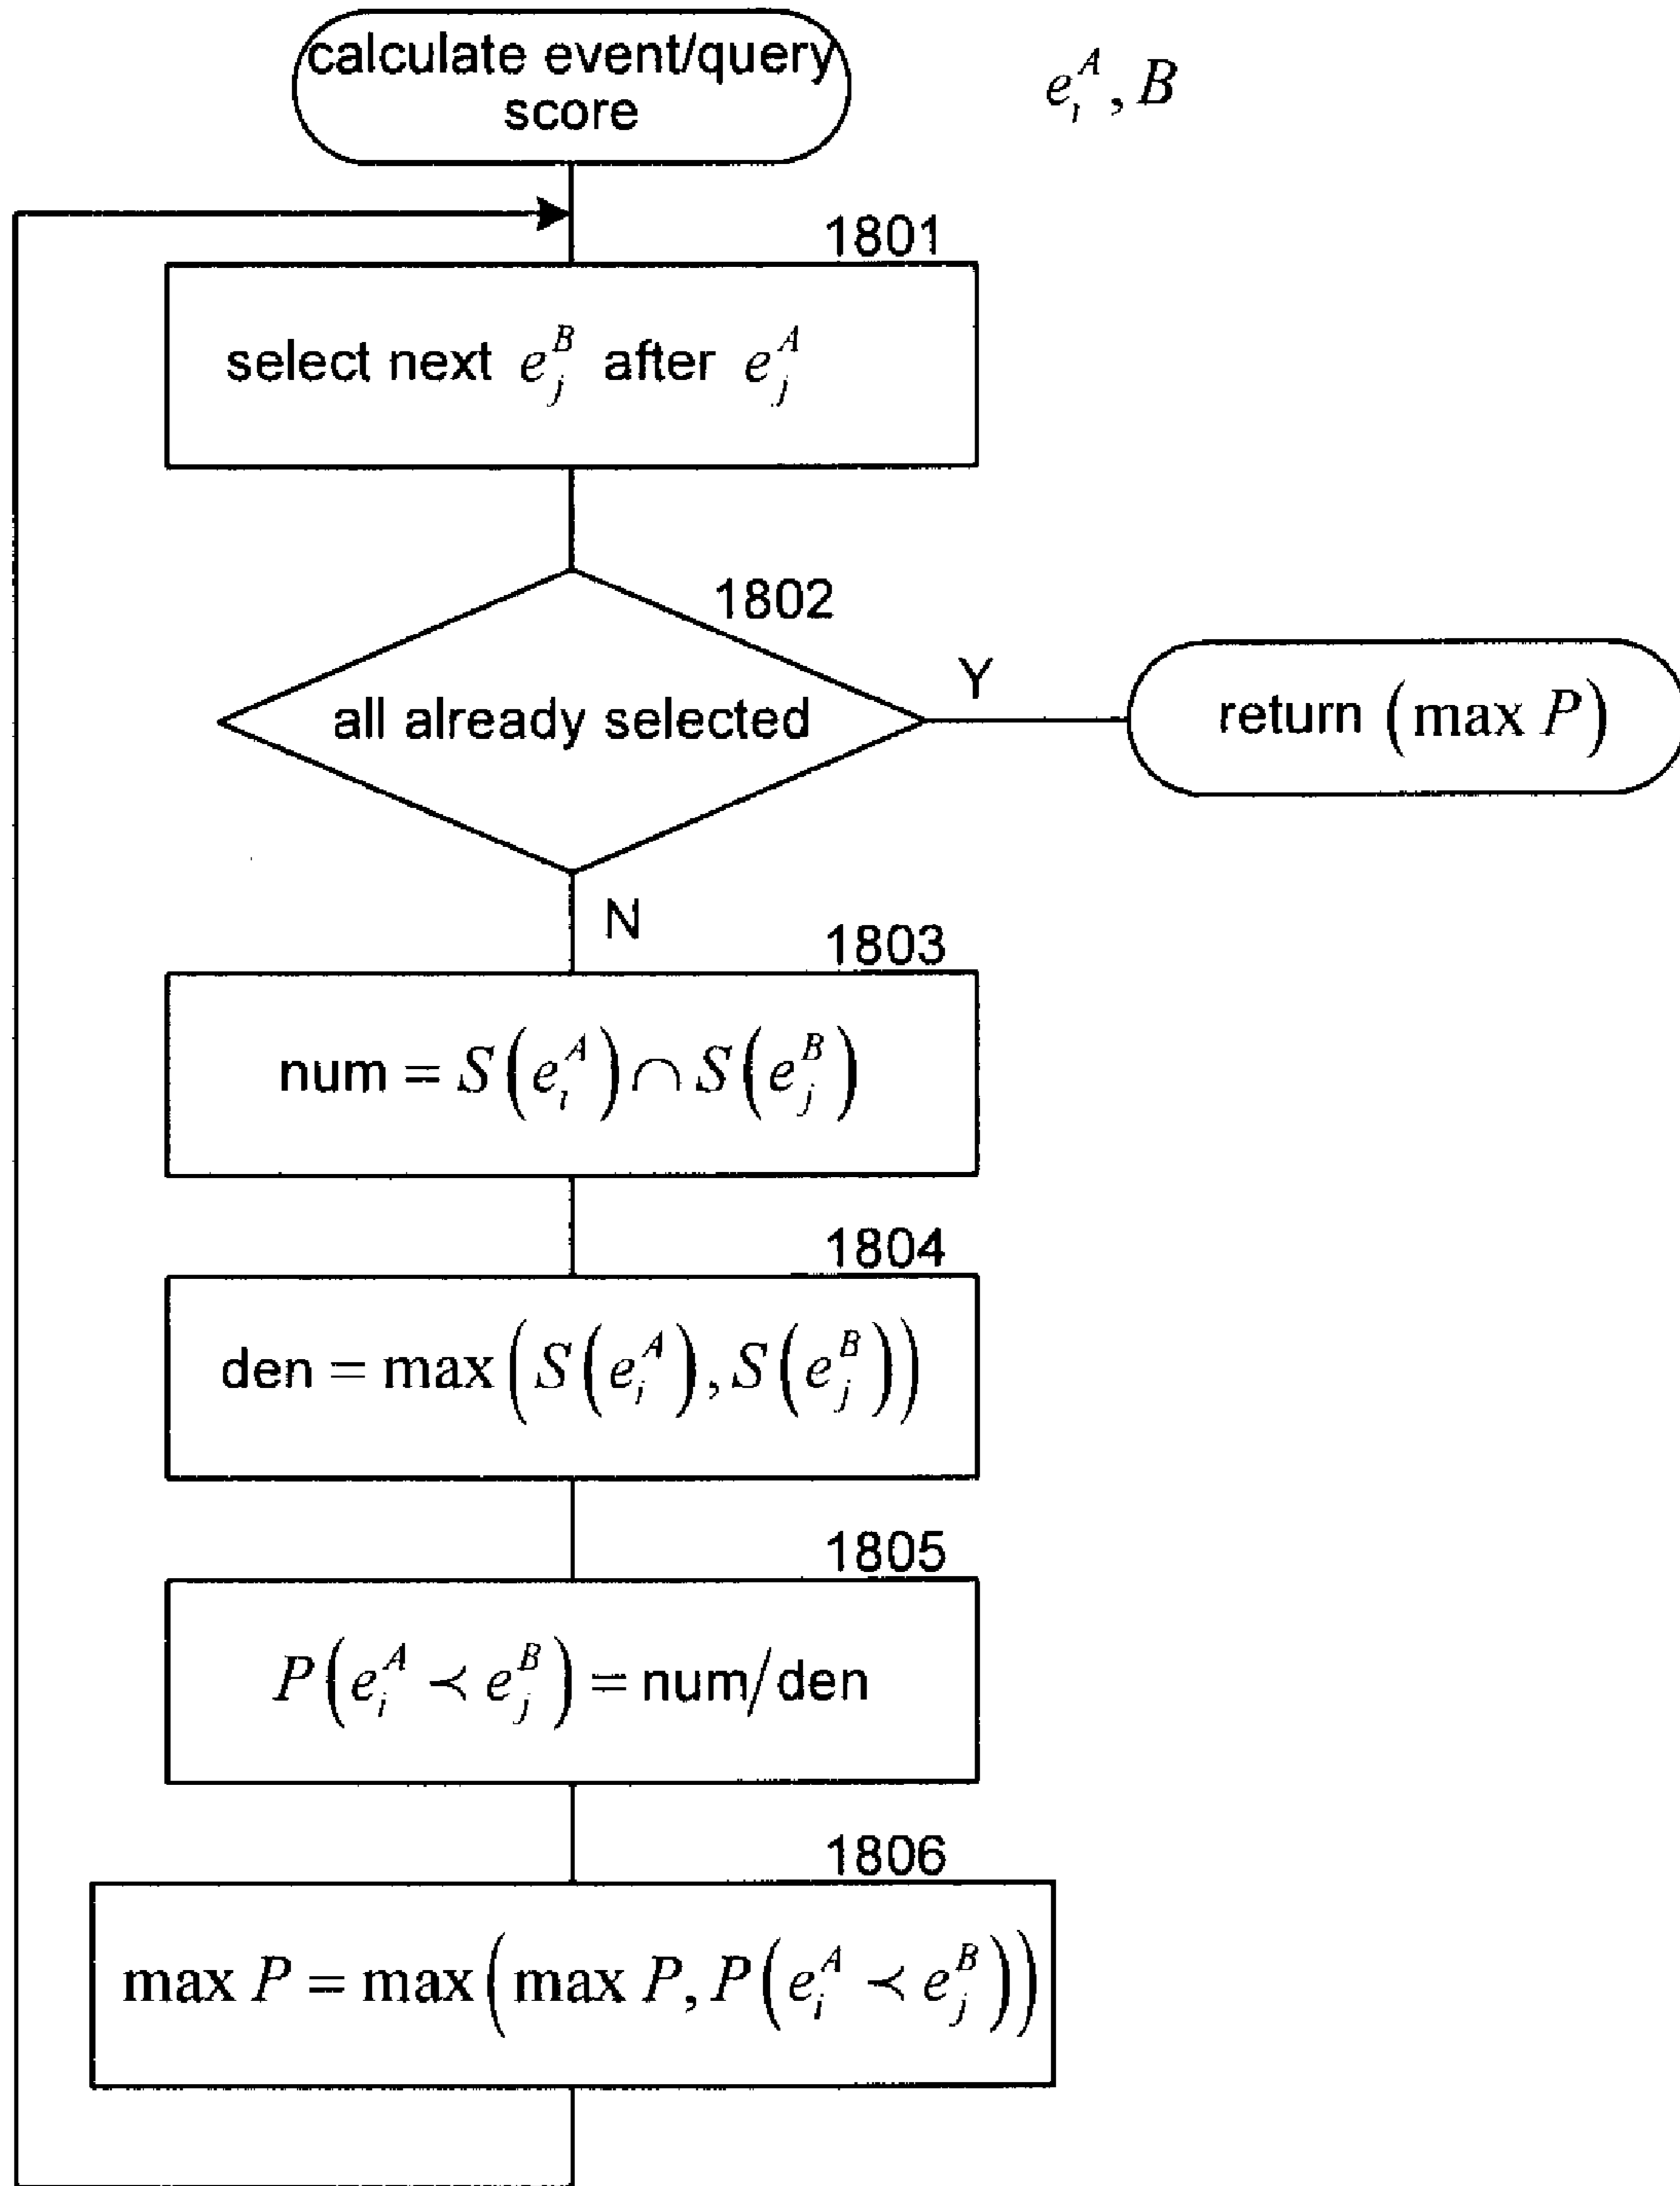 calculate event/query
score
e_i^A, B
1801
select next e_j^B after e_j^A
1802
all already selected
Y
return (max P)
N
1803
num = S(e_i^A) ∩ S(e_j^B)
1804
den = max(S(e_i^A), S(e_j^B))
1805
P(e_i^A ≺ e_j^B) = num/den
1806
max P = max(max P, P(e_i^A ≺ e_j^B))